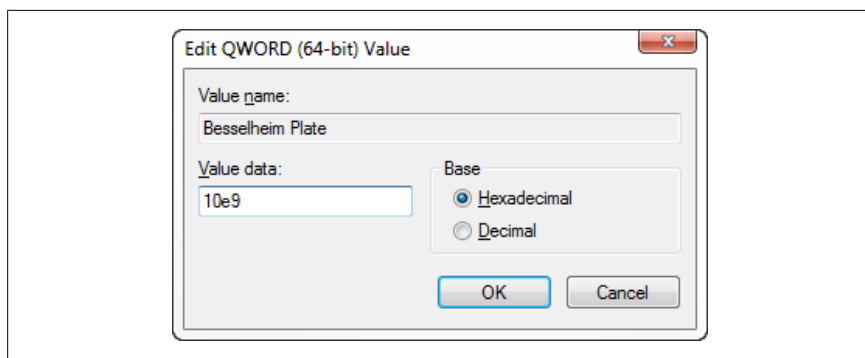 Edit QWORD (64-bit) Value
Value name:
Besselheim Plate
Value data:
10e9
Base
Hexadecimal
Decimal
OK
Cancel